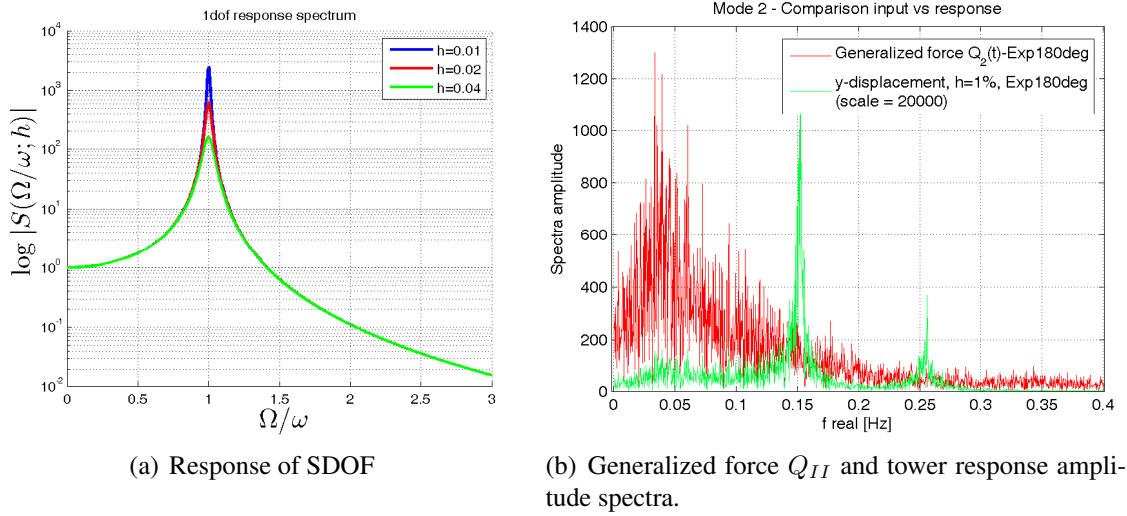 1dof response spectrum
h=0.01
h=0.02
h=0.04
log |S(Ω/ω; h)|
10^4
10^3
10^2
10^1
10^0
10^-1
10^-2
0 0.5 1 1.5 2 2.5 3
Ω/ω
(a) Response of SDOF
Mode 2 - Comparison input vs response
Generalized force Q_2(t)-Exp180deg
y-displacement, h=1%, Exp180deg
(scale = 20000)
Spectra amplitude
1400
1200
1000
800
600
400
200
0
0 0.05 0.1 0.15 0.2 0.25 0.3 0.35 0.4
f real [Hz]
(b) Generalized force Q_II and tower response ampli-
tude spectra.